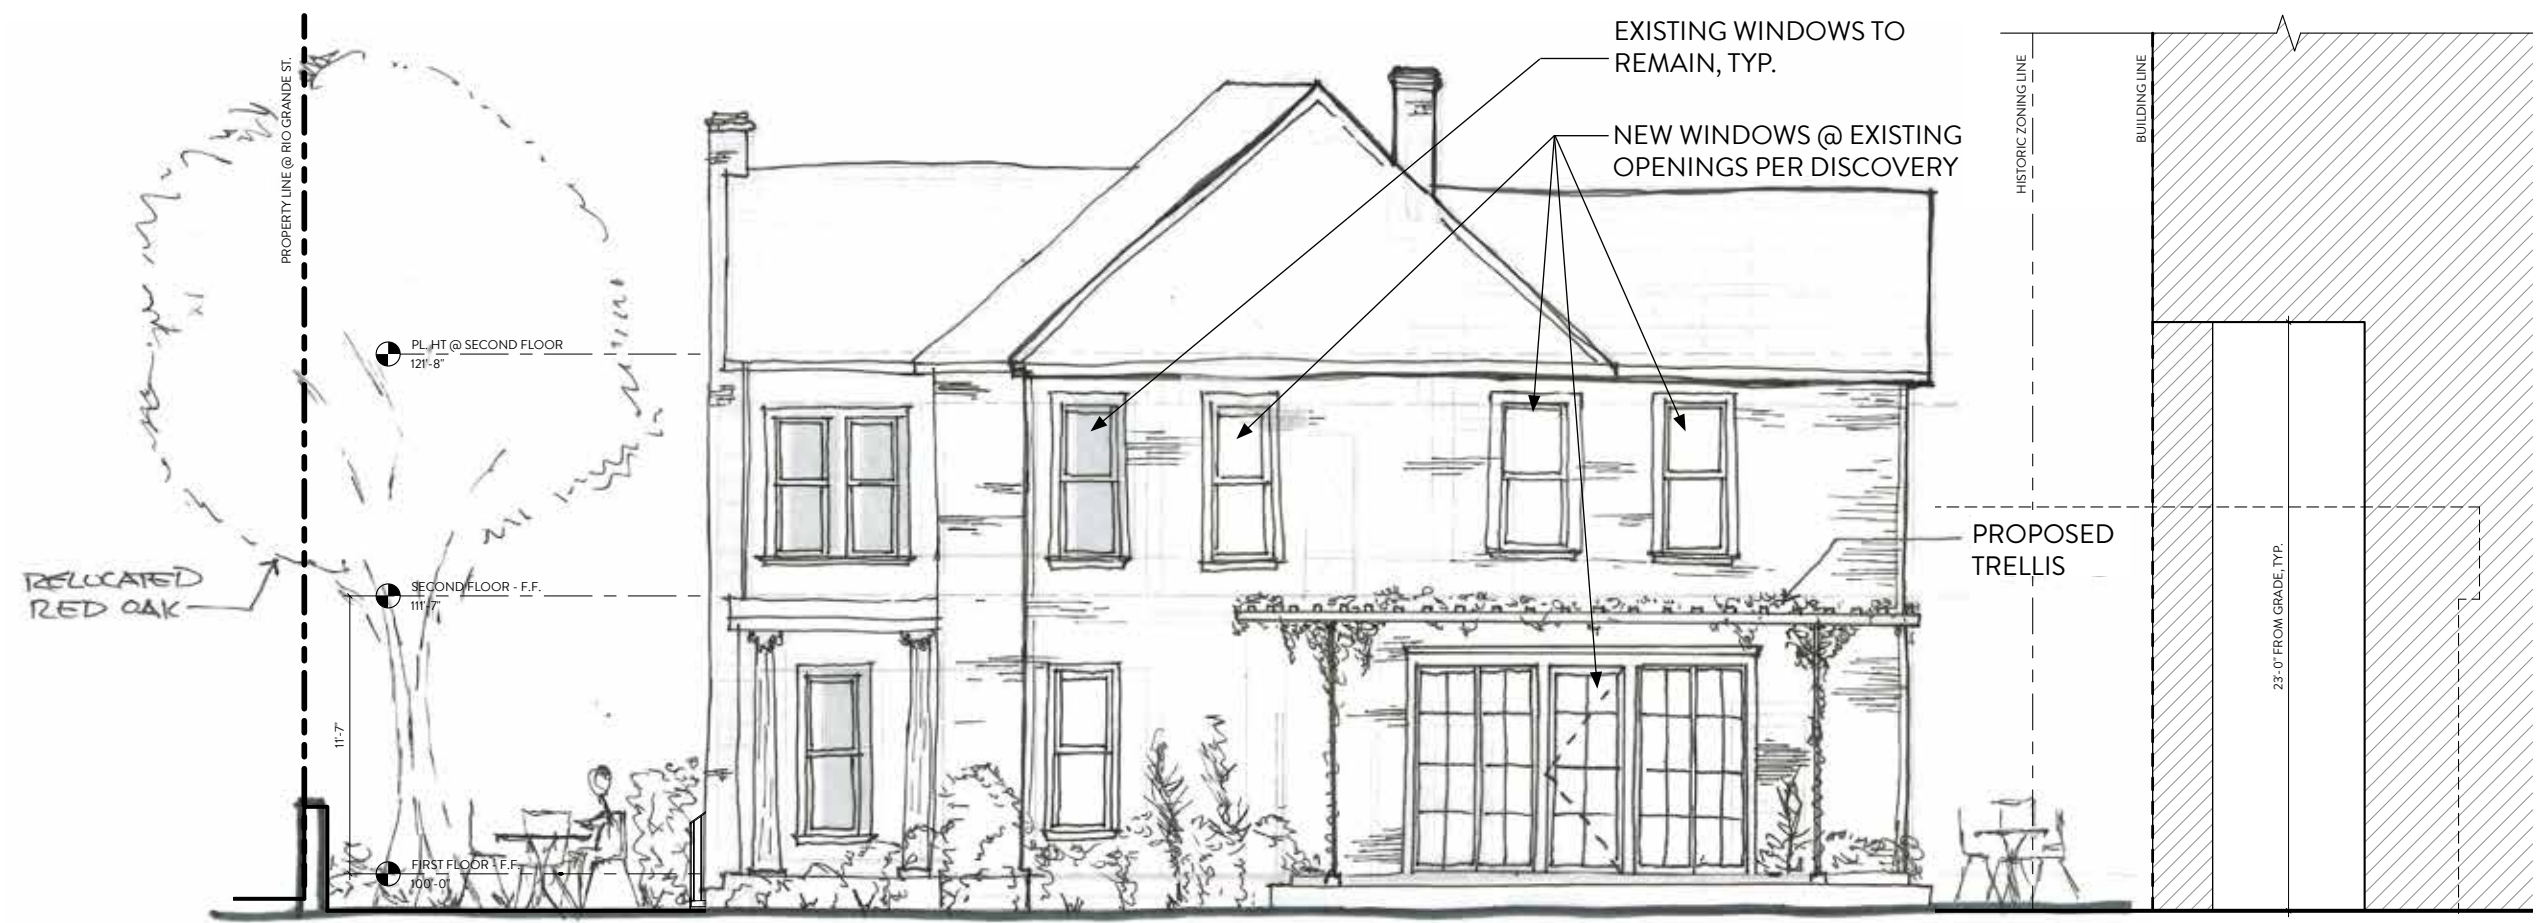 EXISTING WINDOWS TO
REMAIN, TYP.
NEW WINDOWS @ EXISTING
OPENINGS PER DISCOVERY
PROPERTY LINE @ RIO GRANDE ST.
HISTORIC ZONING LINE
BUILDING LINE
PL. HT @ SECOND FLOOR
121'-8"
PROPOSED
TRELLIS
RELOCATED
RED OAK
SECOND FLOOR - F.F.
111'-7"
23'-0" FROM GRADE, TYP.
11'-7"
FIRST FLOOR - F.F.
100'-0"